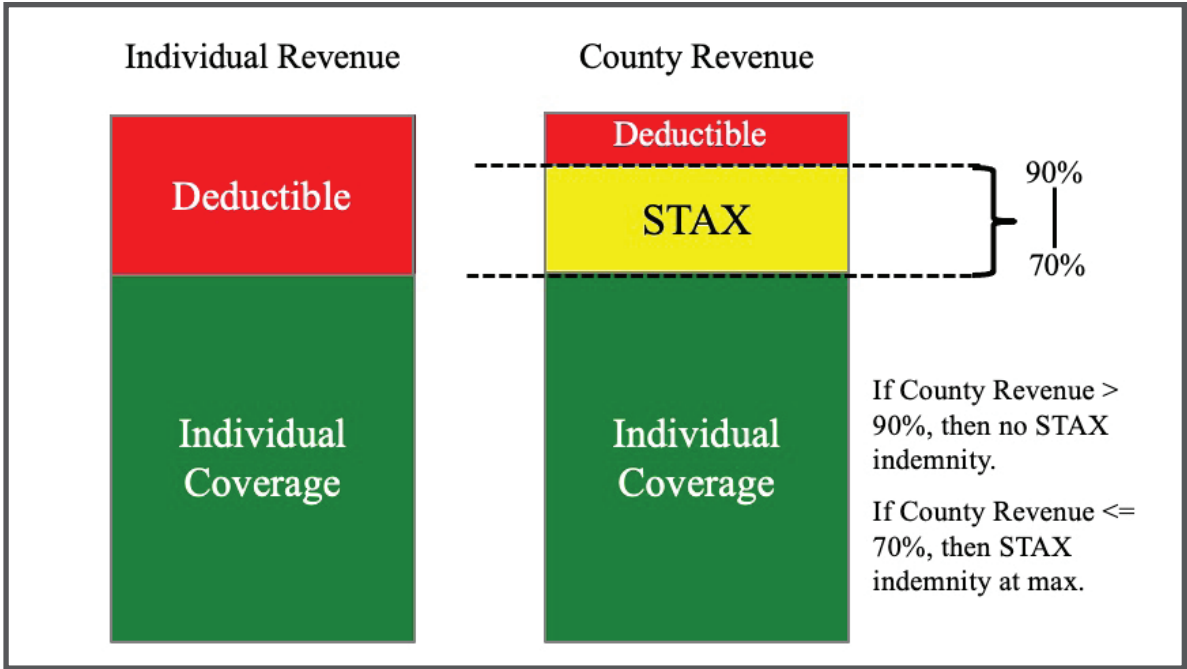 Individual Revenue
Deductible
Individual
Coverage
County Revenue
Deductible
STAX
Individual
Coverage
90%
70%
If County Revenue >
90%, then no STAX
indemnity.
If County Revenue <=
70%, then STAX
indemnity at max.